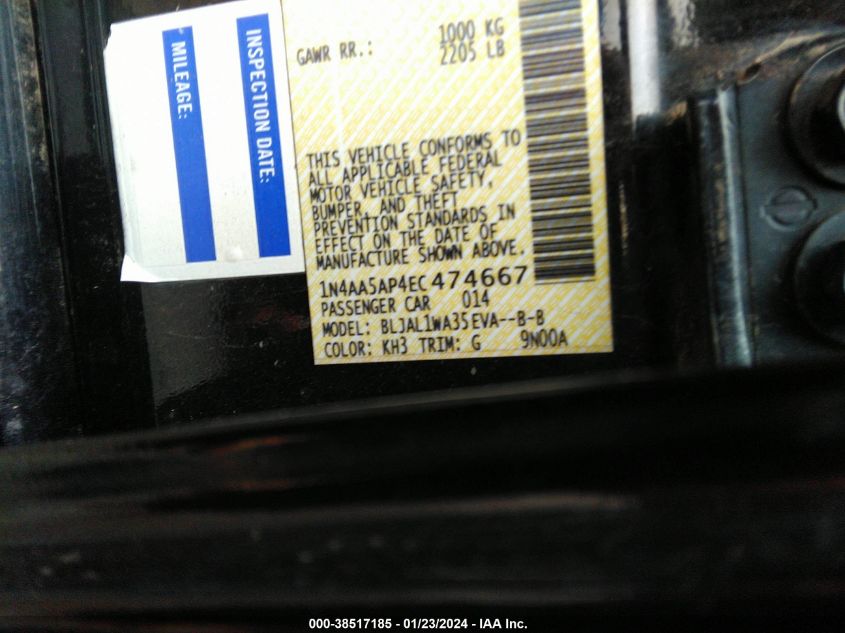 MILEAGE:
INSPECTION DATE:
GAWR RR.: 1000 KG
2205 LB
THIS VEHICLE CONFORMS TO
ALL APPLICABLE FEDERAL
MOTOR VEHICLE SAFETY,
BUMPER, AND THEFT
PREVENTION STANDARDS IN
EFFECT ON THE DATE OF
MANUFACTURE SHOWN ABOVE.
1N4AA5AP4EC474667
PASSENGER CAR 014
MODEL: BLJAL1WA35EVA--B-B
COLOR: KH3 TRIM: G 9N00A
000-38517185 - 01/23/2024 - IAA Inc.